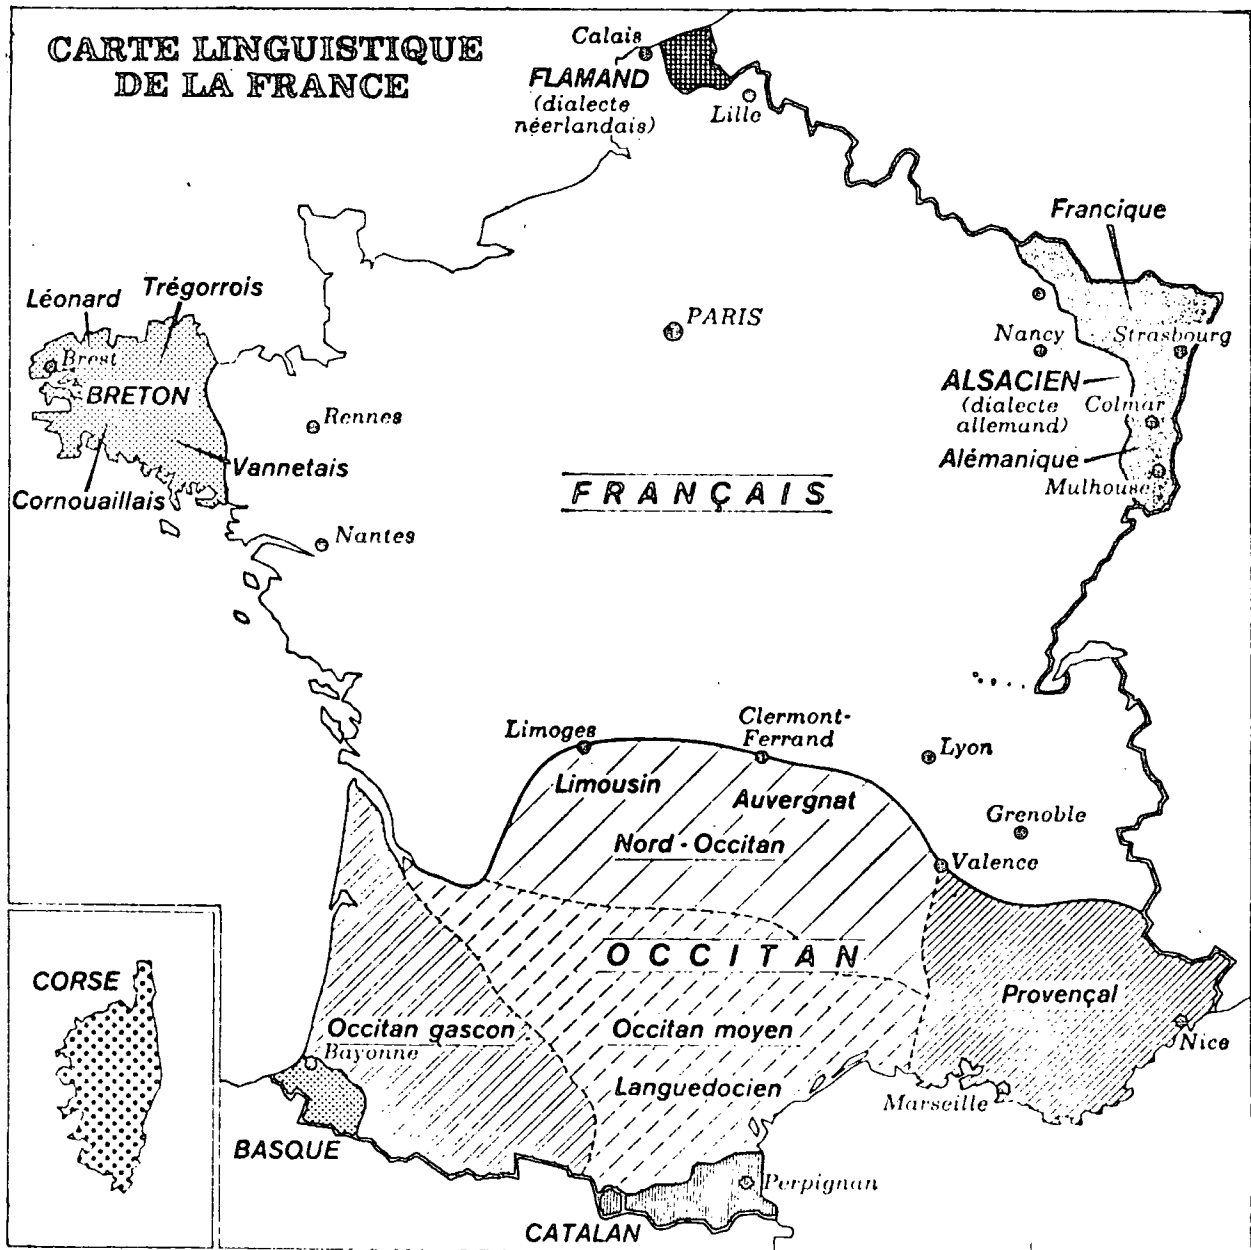 CARTE LINGUISTIQUE
DE LA FRANCE
Calais
FLAMAND
(dialecte
néerlandais)
Lille
Francique
Léonard
Trégorrois
PARIS
Nancy
Strasbourg
Brest
BRETON
ALSACIEN
(dialecte
allemand)
Colmar
Rennes
Vannetais
Alémanique
Mulhouse
Cornouaillais
FRANÇAIS
Nantes
Limoges
Clermont-
Ferrand
Lyon
Limousin
Auvergnat
Grenoble
Nord-Occitan
Valence
OCCITAN
CORSE
Provençal
Occitan gascon
Occitan moyen
Bayonne
Nice
Languedocien
Marseille
BASQUE
Perpignan
CATALAN